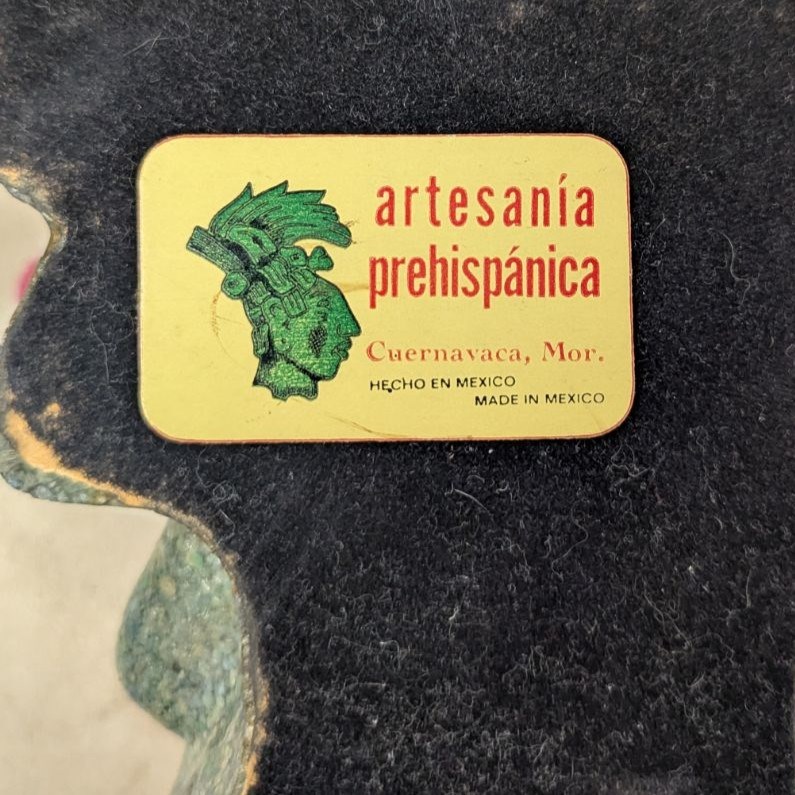 artesanía
prehispánica
Cuernavaca, Mor.
HECHO EN MEXICO
MADE IN MEXICO